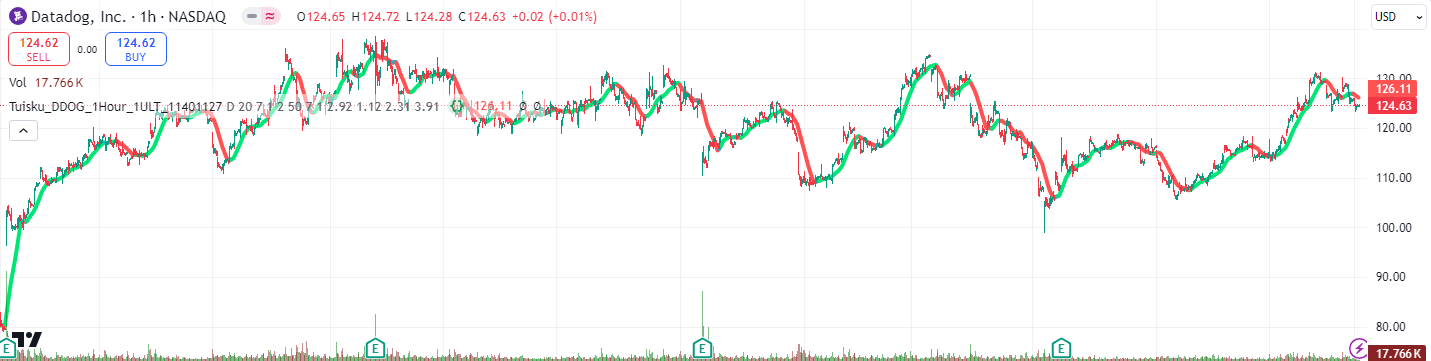 Datadog, Inc. · 1h · NASDAQ O124.65 H124.72 L124.28 C124.63 +0.02 (+0.01%)
USD
124.62 SELL 0.00 124.62 BUY
Vol 17.766 K
Tuisku_DDOG_1Hour_1ULT_11401127 D 20 7.1 2 50 7.1 2.92 1.12 2.31 3.91 126.11 Ø Ø
130.00
126.11
124.63
120.00
110.00
100.00
90.00
80.00
17.766 K
E E E E